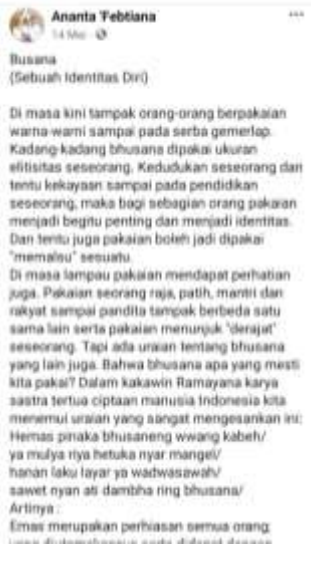 Ananta 'Febtiana
14 Mei
Busana
(Sebuah Identitas Diri)
Di masa kini tampak orang-orang berpakaian
warna-warni sampai pada serba gemerlap.
Kadang-kadang bhusana dipakai ukuran
elitisitas seseorang. Kedudukan seseorang dan
tentu kekayaan sampai pada pendidikan
seseorang, maka bagi sebagian orang pakaian
menjadi begitu penting dan menjadi identitas.
Dan tentu juga pakaian boleh jadi dipakai
"memalsu" sesuatu.
Di masa lampau pakaian mendapat perhatian
juga. Pakaian seorang raja, patih, mantri dan
rakyat sampai pandita tampak berbeda satu
sama lain serta pakaian menunjuk "derajat"
seseorang. Tapi ada uraian tentang bhusana
yang lain juga. Bahwa bhusana apa yang mesti
kita pakai? Dalam kakawin Ramayana karya
sastra tertua ciptaan manusia Indonesia kita
menemui uraian yang sangat mengesankan ini:
Hemas pinaka bhusaneng wwang kabeh/
ya mulya riya hetuka nyar mangel/
hanan laku layar ya wadwasawah/
sawet nyan ati dambha ring bhusana/
Artinya :
Emas merupakan perhiasan semua orang,